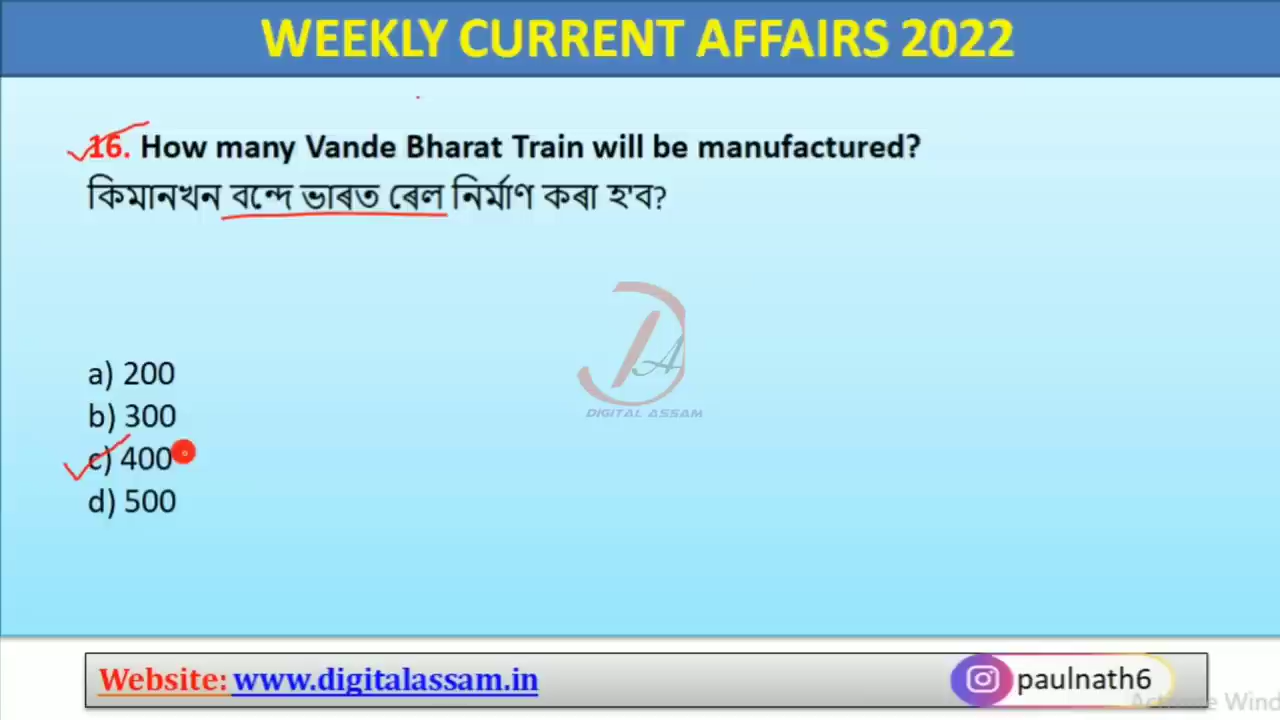 WEEKLY CURRENT AFFAIRS 2022
16. How many Vande Bharat Train will be manufactured?
কিমানখন বন্দে ভাৰত ৰেল নিৰ্মাণ কৰা হ'ব?
DA
DIGITAL ASSAM
a) 200
b) 300
c) 400
d) 500
Website: www.digitalassam.in
paulnath6